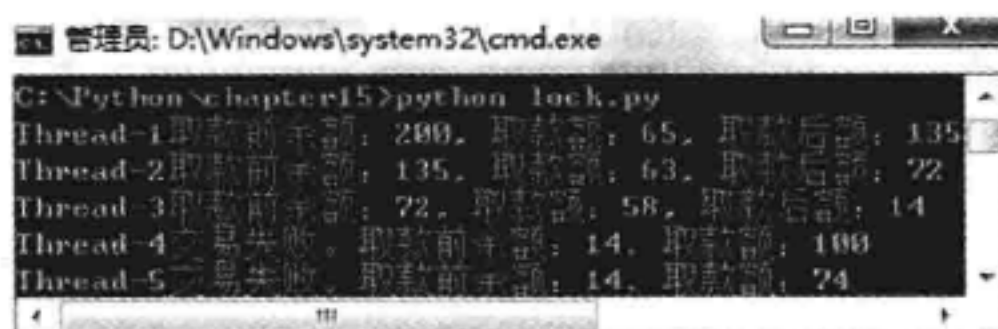 管理员: D:\Windows\system32\cmd.exe
C:\Python\chapter15>python lock.py
Thread-1取款前余额: 200, 取款额: 65, 取款后额: 135
Thread-2取款前余额: 135, 取款额: 63, 取款后额: 72
Thread-3取款前余额: 72, 取款额: 58, 取款后额: 14
Thread-4交易失败. 取款前余额: 14, 取款额: 100
Thread-5交易失败. 取款前余额: 14, 取款额: 74